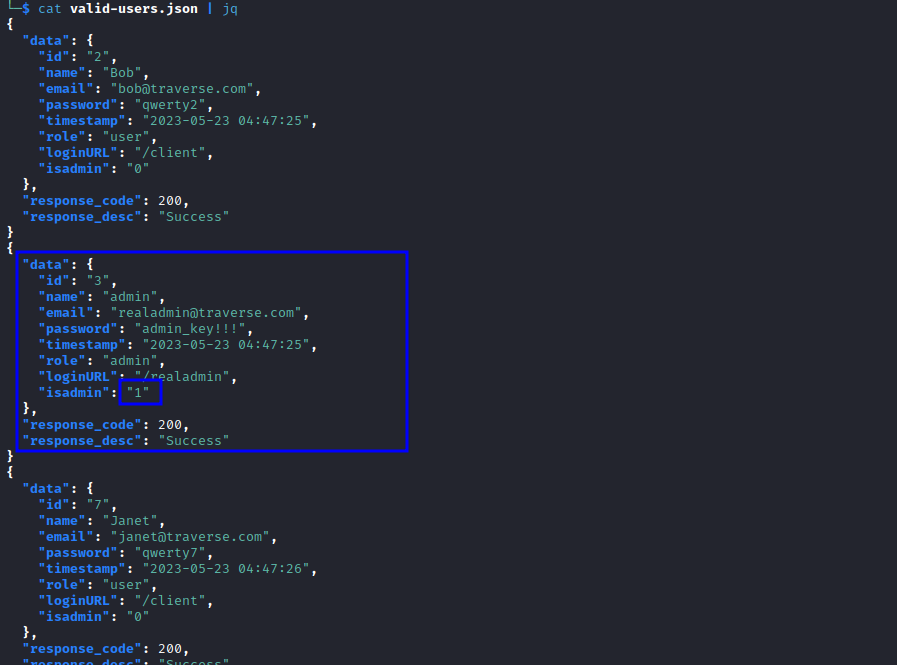 └─$ cat valid-users.json | jq
{
  "data": {
    "id": "2",
    "name": "Bob",
    "email": "bob@traverse.com",
    "password": "qwerty2",
    "timestamp": "2023-05-23 04:47:25",
    "role": "user",
    "loginURL": "/client",
    "isadmin": "0"
  },
  "response_code": 200,
  "response_desc": "Success"
}
{
  "data": {
    "id": "3",
    "name": "admin",
    "email": "realadmin@traverse.com",
    "password": "admin_key!!!",
    "timestamp": "2023-05-23 04:47:25",
    "role": "admin",
    "loginURL": "/realadmin",
    "isadmin": "1"
  },
  "response_code": 200,
  "response_desc": "Success"
}
{
  "data": {
    "id": "7",
    "name": "Janet",
    "email": "janet@traverse.com",
    "password": "qwerty7",
    "timestamp": "2023-05-23 04:47:26",
    "role": "user",
    "loginURL": "/client",
    "isadmin": "0"
  },
  "response_code": 200,
  "response_desc": "Success"